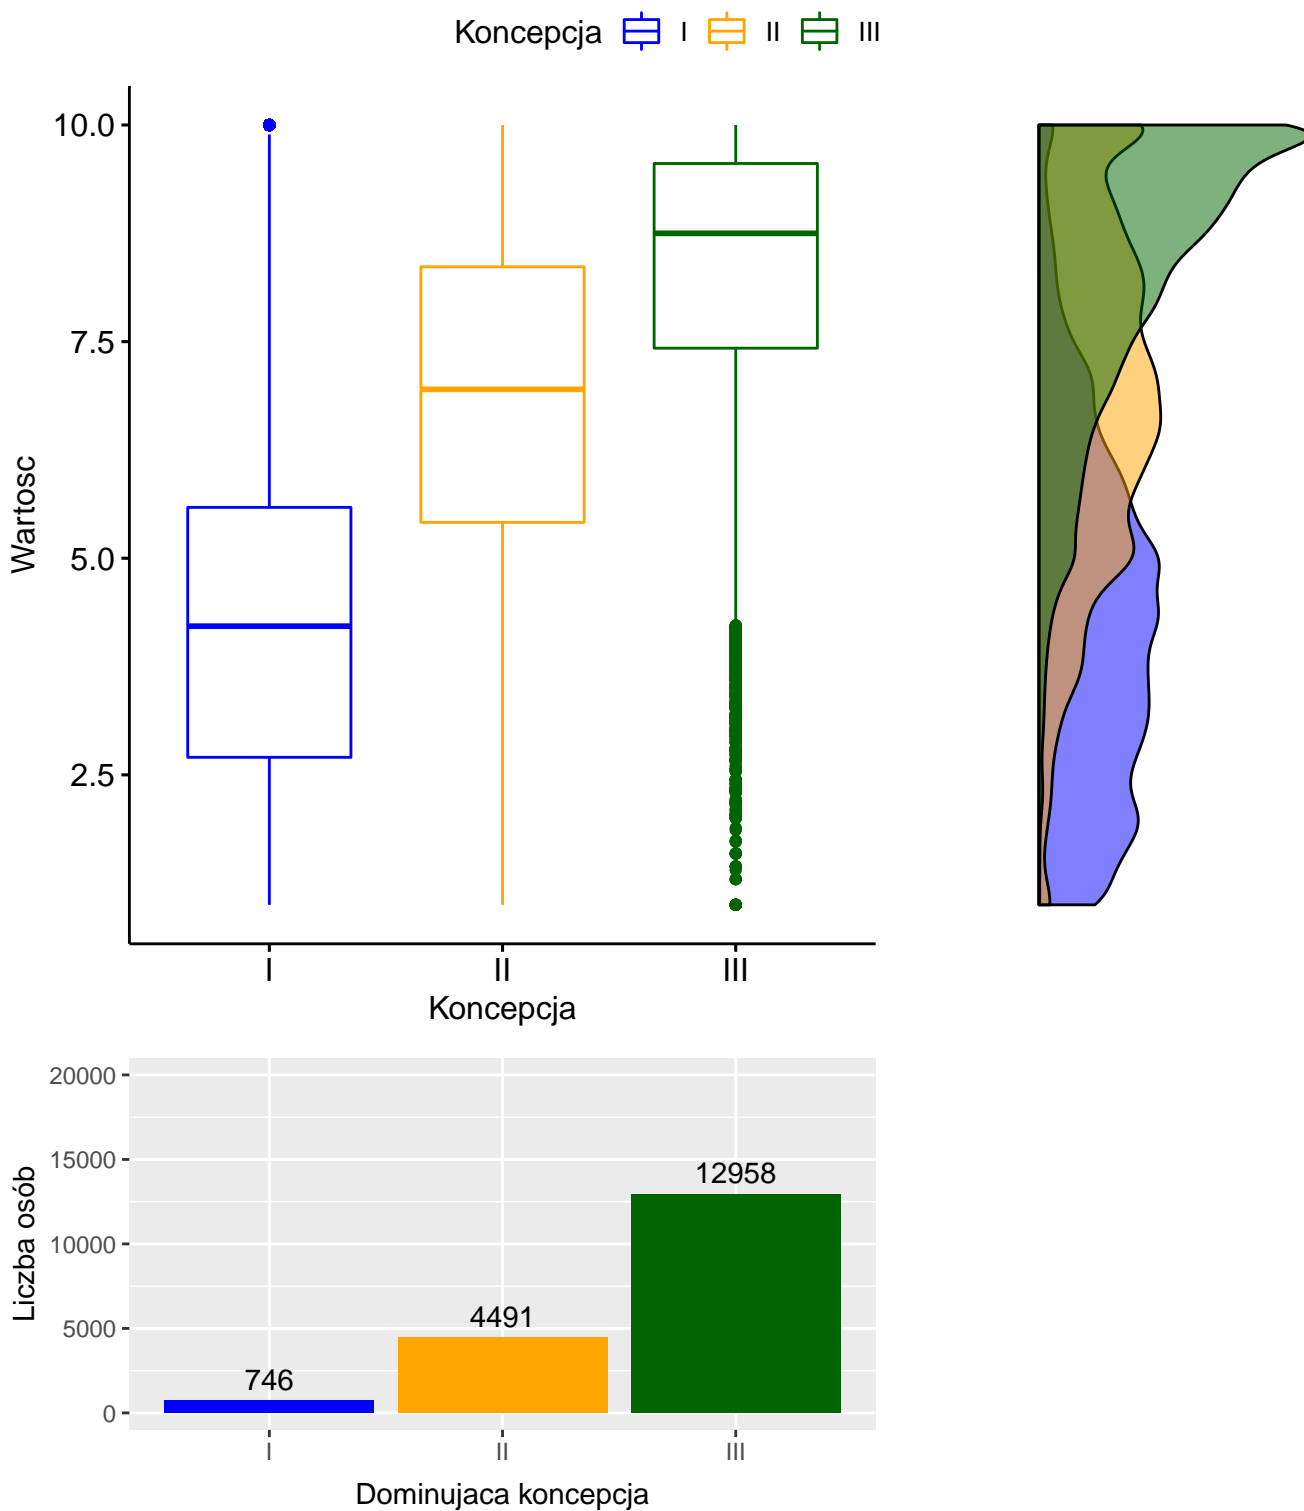 Koncepcja I II III
10.0
7.5
5.0
2.5
Wartosc
I II III
Koncepcja
20000
15000
10000
5000
0
Liczba osób
12958
4491
746
I II III
Dominujaca koncepcja